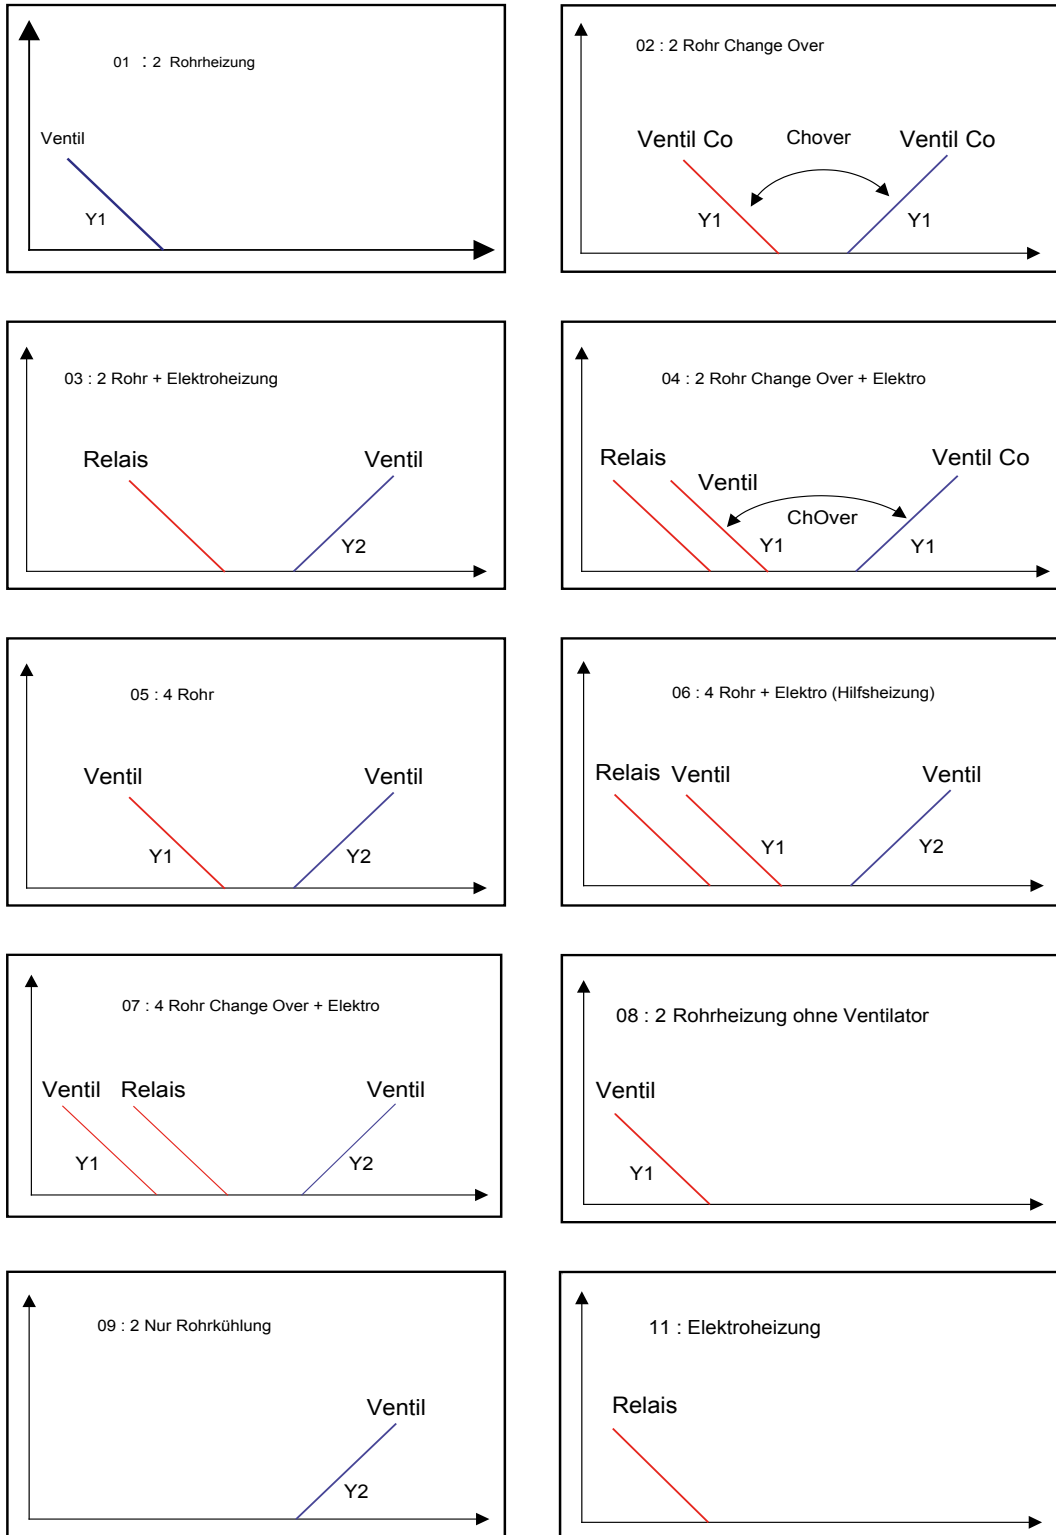 01 : 2 Rohrheizung
Ventil
Y1
02 : 2 Rohr Change Over
Ventil Co
Chover
Ventil Co
Y1
Y1
03 : 2 Rohr + Elektroheizung
Relais
Ventil
Y2
04 : 2 Rohr Change Over + Elektro
Relais
Ventil
Ventil Co
ChOver
Y1
Y1
05 : 4 Rohr
Ventil
Ventil
Y1
Y2
06 : 4 Rohr + Elektro (Hilfsheizung)
Relais Ventil
Ventil
Y1
Y2
07 : 4 Rohr Change Over + Elektro
Ventil Relais
Ventil
Y1
Y2
08 : 2 Rohrheizung ohne Ventilator
Ventil
Y1
09 : 2 Nur Rohrkühlung
Ventil
Y2
11 : Elektroheizung
Relais